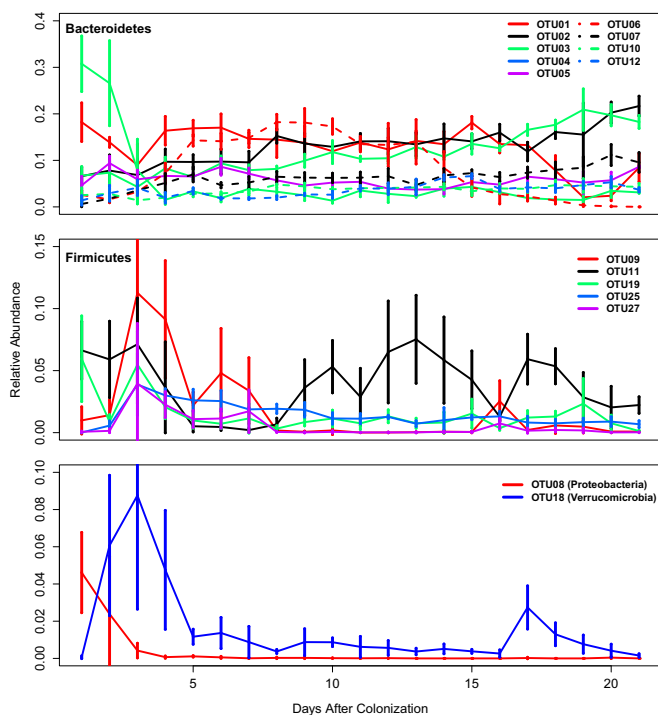 Bacteroidetes
OTU01 OTU06
OTU02 OTU07
OTU03 OTU10
OTU04 OTU12
OTU05
0.4
0.3
0.2
0.1
0.0
Firmicutes
OTU09
OTU11
OTU19
OTU25
OTU27
0.15
0.10
0.05
0.00
Relative Abundance
OTU08 (Proteobacteria)
OTU18 (Verrucomicrobia)
0.10
0.08
0.06
0.04
0.02
0.00
5 10 15 20
Days After Colonization